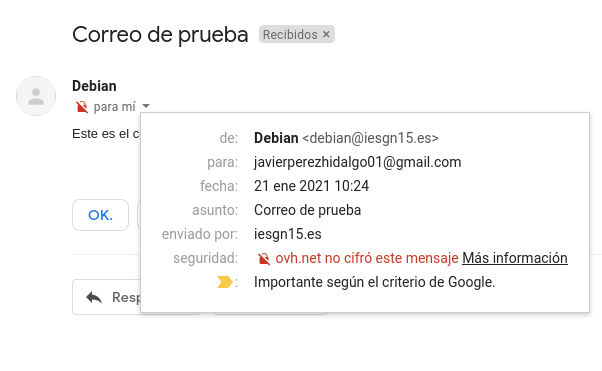 Correo de prueba Recibidos ×
Debian
para mí
Este es el c
de: Debian <debian@iesgn15.es>
para: javierperezhidalgo01@gmail.com
fecha: 21 ene 2021 10:24
asunto: Correo de prueba
enviado por: iesgn15.es
seguridad: ovh.net no cifró este mensaje Más información
: Importante según el criterio de Google.
OK.
Resp